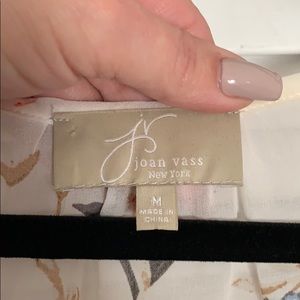 jv
joan vass
New York
M
MADE IN
CHINA